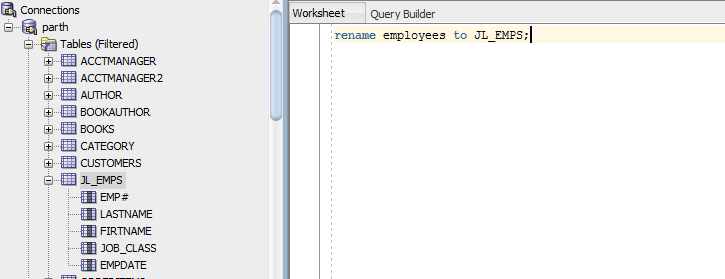 Connections
parth
Tables (Filtered)
ACCTMANAGER
ACCTMANAGER2
AUTHOR
BOOKAUTHOR
BOOKS
CATEGORY
CUSTOMERS
JL_EMPS
EMP#
LASTNAME
FIRTNAME
JOB_CLASS
EMPDATE
Worksheet Query Builder
rename employees to JL_EMPS;